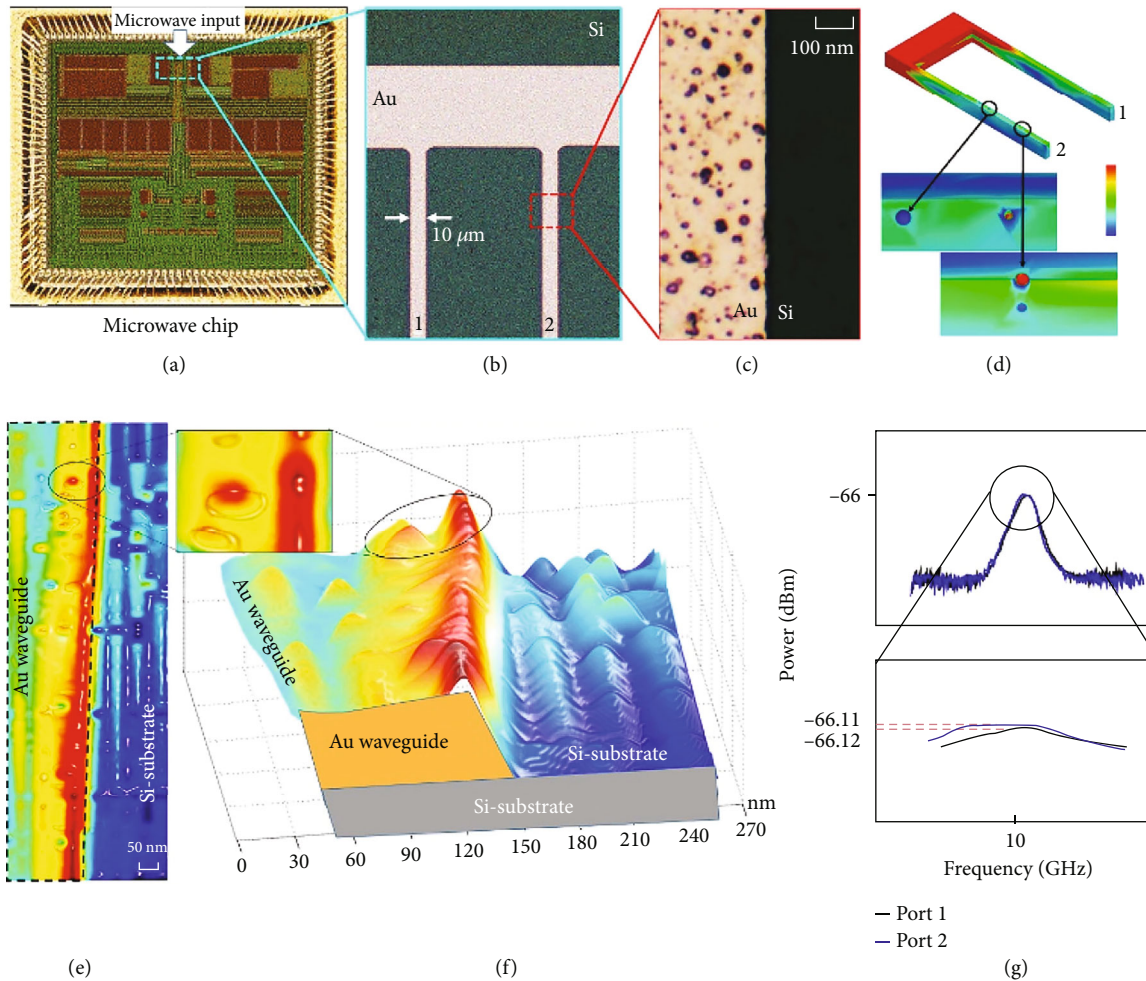 Microwave input
Microwave chip
(a)
Si
Au
10 μm
1
2
(b)
100 nm
Au
Si
(c)
1
2
(d)
Au waveguide
Si-substrate
50 nm
(e)
Au waveguide
Au waveguide
Si-substrate
Si-substrate
nm
0
30
60
90
120
150
180
210
240
270
(f)
Power (dBm)
−66
−66.11
−66.12
10
Frequency (GHz)
Port 1
Port 2
(g)